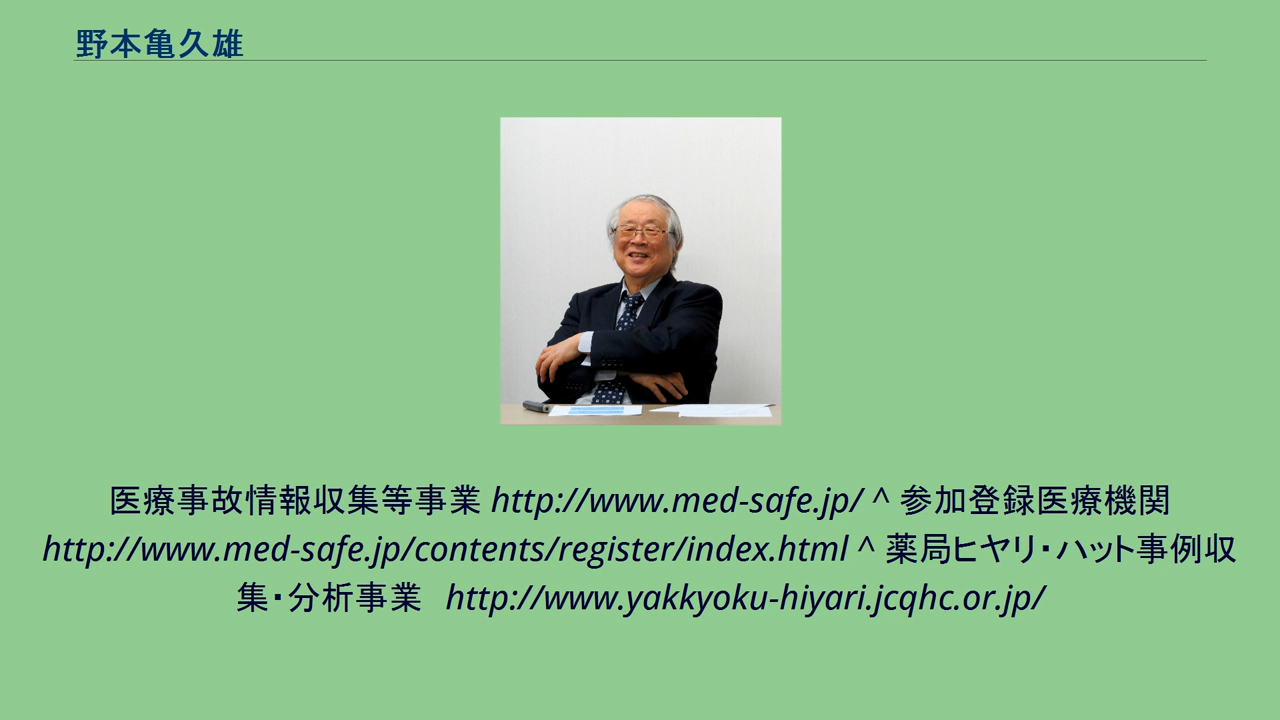 野本亀久雄
医療事故情報収集等事業 http://www.med-safe.jp/ ^ 参加登録医療機関
http://www.med-safe.jp/contents/register/index.html ^ 薬局ヒヤリ・ハット事例収
集・分析事業 http://www.yakkyoku-hiyari.jcqhc.or.jp/